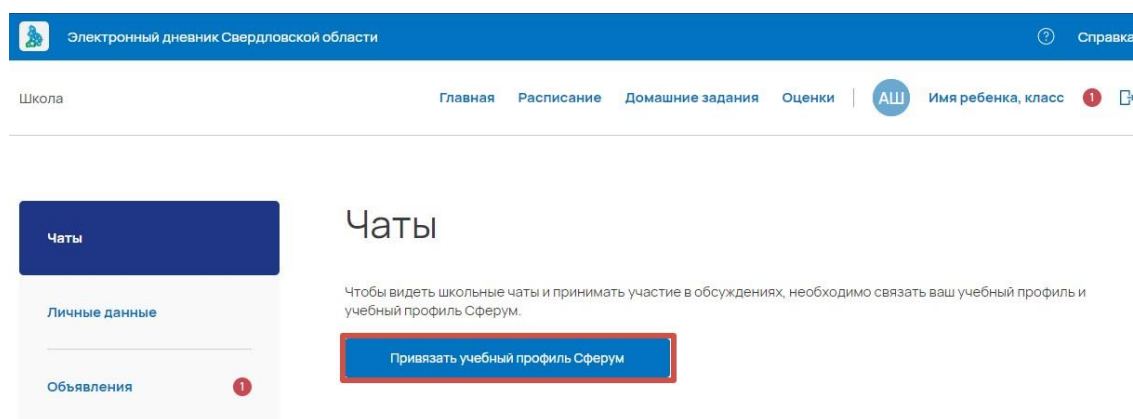 Электронный дневник Свердловской области
? Справка
Школа
Главная Расписание Домашние задания Оценки АШ Имя ребенка, класс 1
Чаты
Личные данные
Объявления 1
Чаты
Чтобы видеть школьные чаты и принимать участие в обсуждениях, необходимо связать ваш учебный профиль и
учебный профиль Сферум.
Привязать учебный профиль Сферум